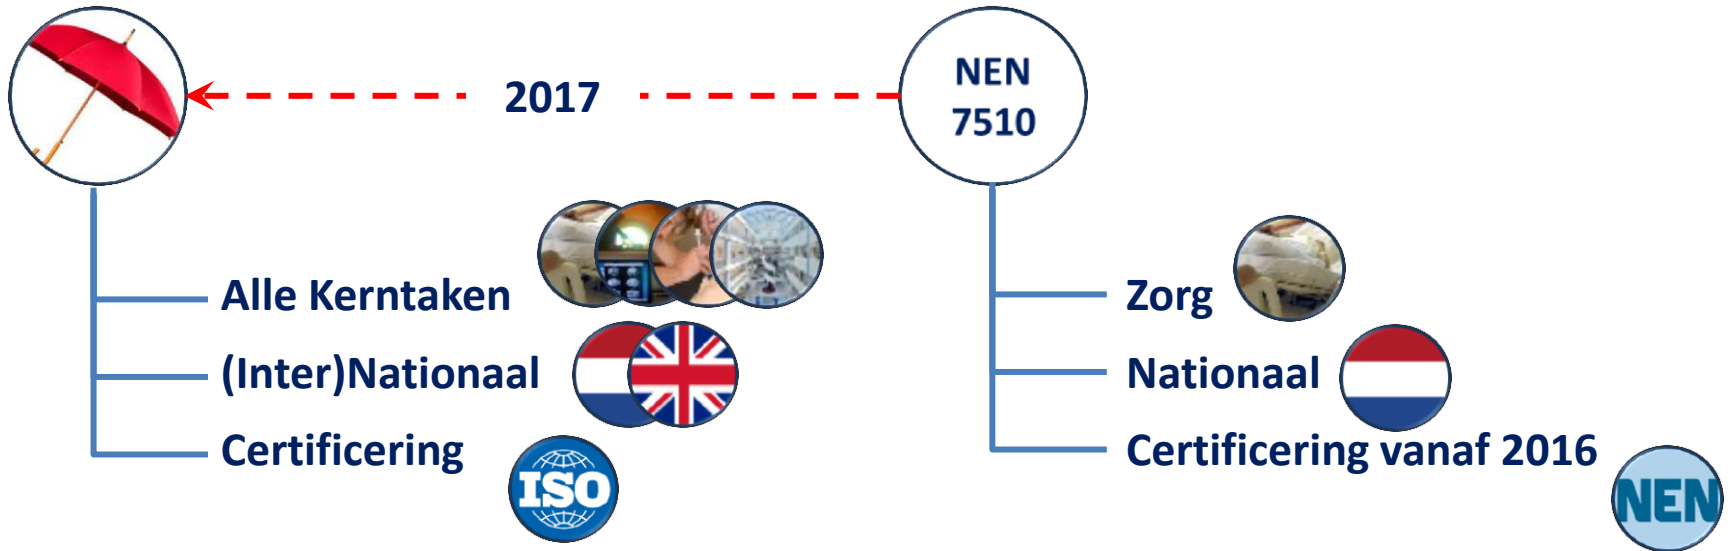 2017
NEN
7510
Alle Kerntaken
(Inter)Nationaal
Certificering
ISO
Zorg
Nationaal
Certificering vanaf 2016
NEN